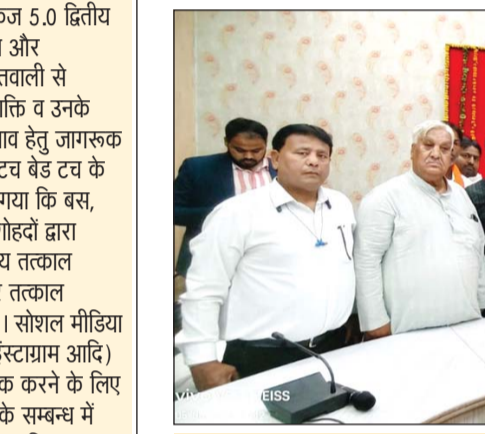 ज 5.0 द्वितीय
और
तवाली से
क्ति व उनके
ाव हेतु जागरूक
टच बेड टच के
गया कि बस,
ोहदों द्वारा
य तत्काल
तत्काल
। सोशल मीडिया
इंस्टाग्राम आदि)
क करने के लिए
के सम्बन्ध में
EISS